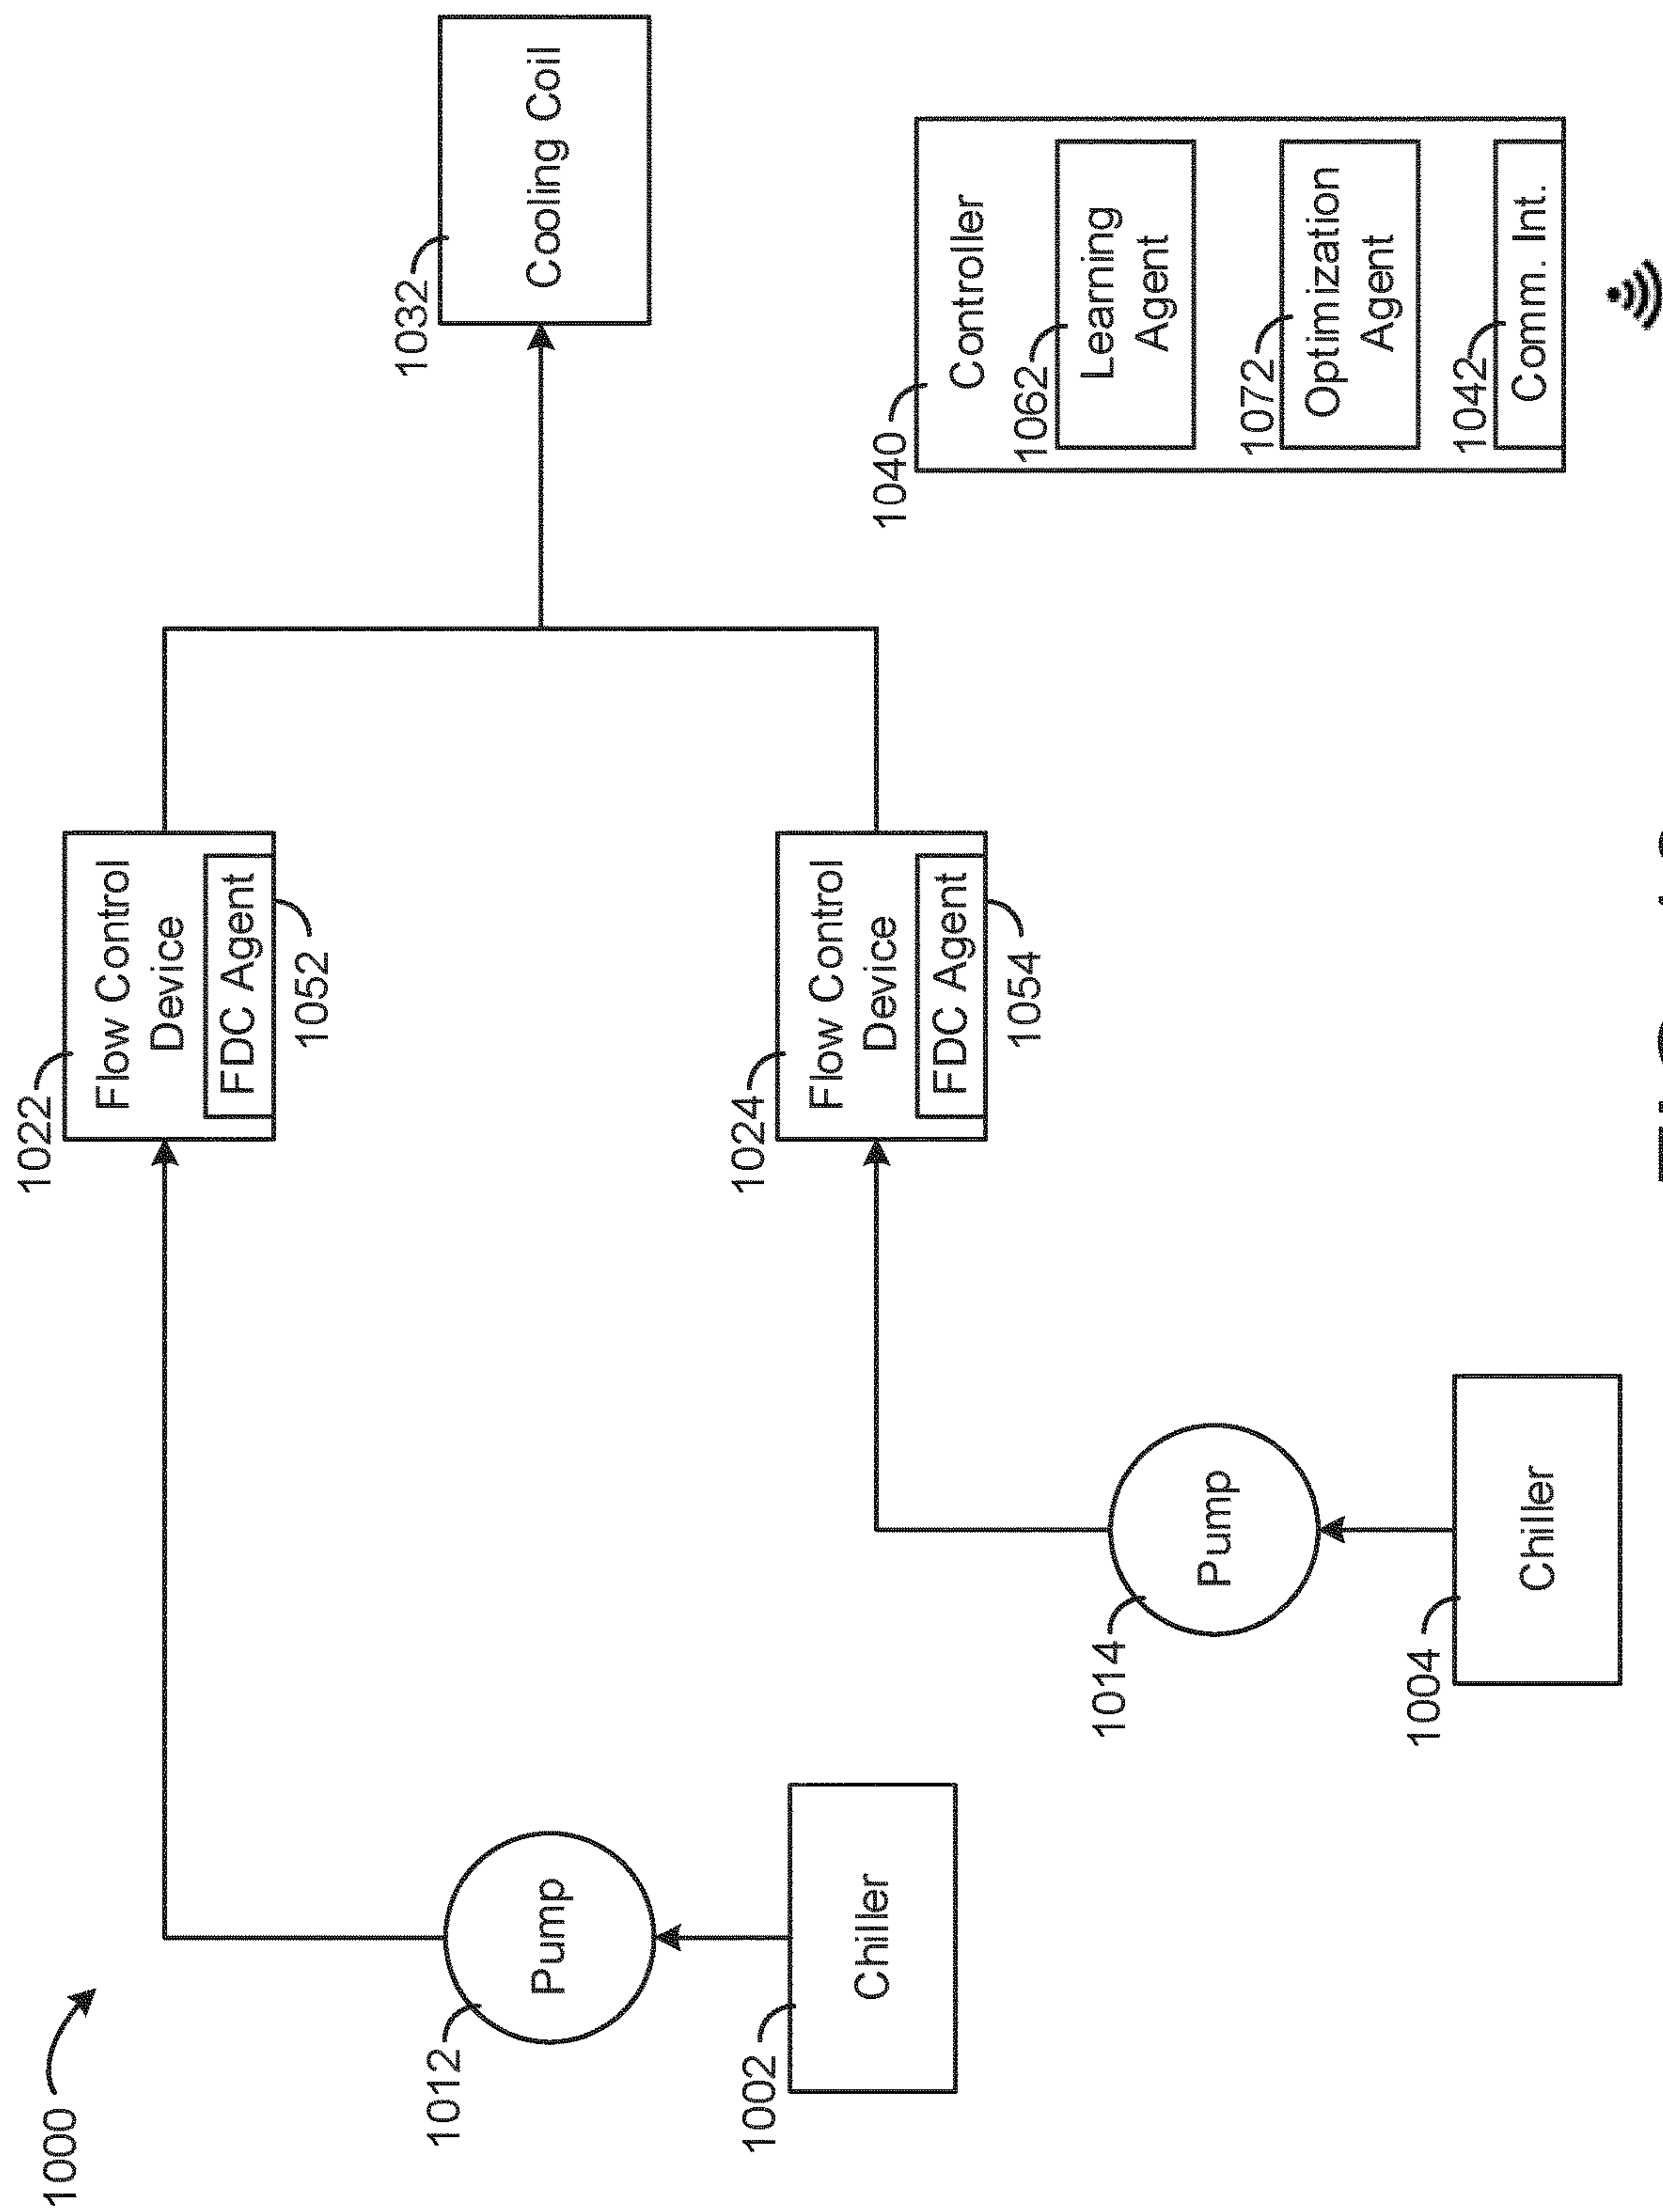 1000
1022
Flow Control
Device
FDC Agent
1052
1032
Cooling Coil
1012
Pump
1002
Chiller
1024
Flow Control
Device
FDC Agent
1054
1014
Pump
1004
Chiller
1040
Controller
1062
Learning
Agent
1072
Optimization
Agent
1042
Comm. Int.